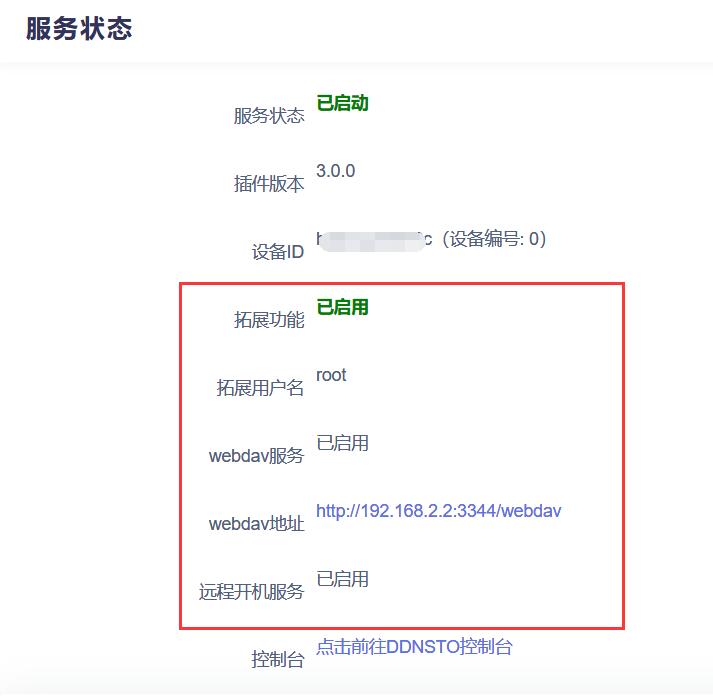 服务状态
服务状态 已启动
插件版本 3.0.0
设备ID （设备编号: 0）
拓展功能 已启用
拓展用户名 root
webdav服务 已启用
webdav地址 http://192.168.2.2:3344/webdav
远程开机服务 已启用
控制台 点击前往DDNSTO控制台